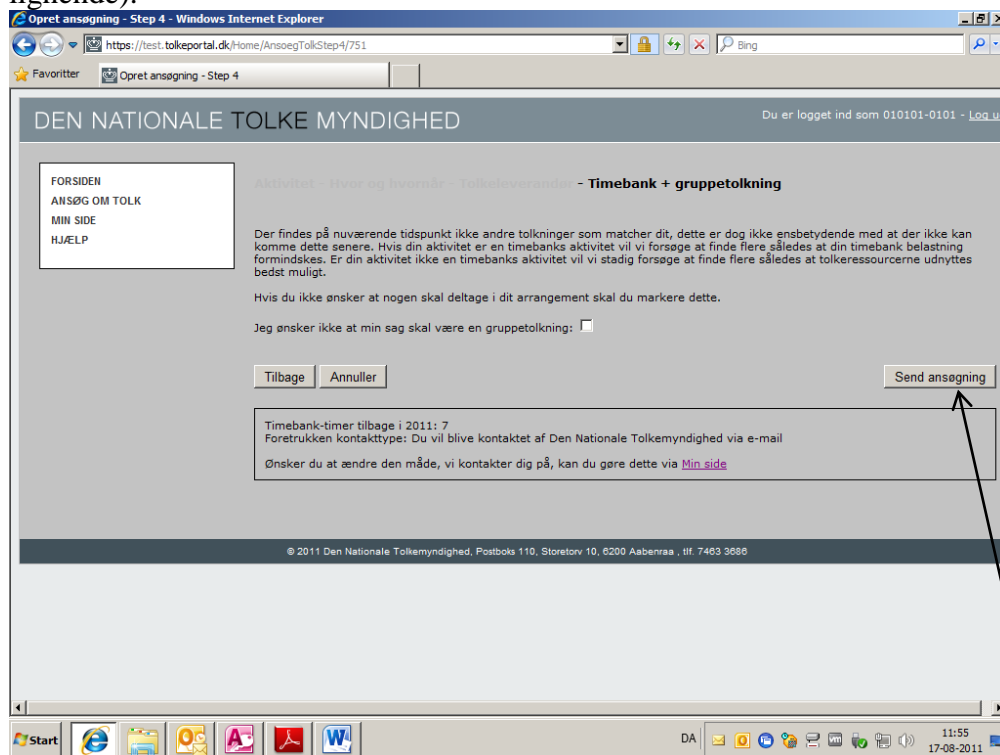 lignende).
Opret ansøgning - Step 4 - Windows Internet Explorer
https://test.tolkeportal.dk/Home/AnsoegTolkStep4/751
Bing
Favoritter
Opret ansøgning - Step 4
DEN NATIONALE TOLKE MYNDIGHED
Du er logget ind som 010101-0101 - Log u
FORSIDEN
ANSØG OM TOLK
MIN SIDE
HJÆLP
Aktivitet - Hvor og hvornår - Tolkeleverandør - Timebank + gruppetolkning
Der findes på nuværende tidspunkt ikke andre tolkninger som matcher dit, dette er dog ikke ensbetydende med at der ikke kan
komme dette senere. Hvis din aktivitet er en timebanks aktivitet vil vi forsøge at finde flere således at din timebank belastning
formindskes. Er din aktivitet ikke en timebanks aktivitet vil vi stadig forsøge at finde flere således at tolkeressourcerne udnyttes
bedst muligt.
Hvis du ikke ønsker at nogen skal deltage i dit arrangement skal du markere dette.
Jeg ønsker ikke at min sag skal være en gruppetolkning:
Tilbage Annuller Send ansøgning
Timebank-timer tilbage i 2011: 7
Foretrukken kontakttype: Du vil blive kontaktet af Den Nationale Tolkemyndighed via e-mail
Ønsker du at ændre den måde, vi kontakter dig på, kan du gøre dette via Min side
© 2011 Den Nationale Tolkemyndighed, Postboks 110, Storetorv 10, 6200 Aabenraa , tlf. 7463 3686
Start
DA
11:55
17-08-2011